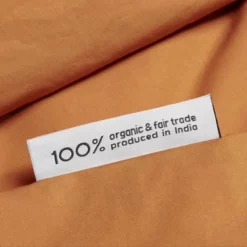 100% organic & fair trade
produced in India